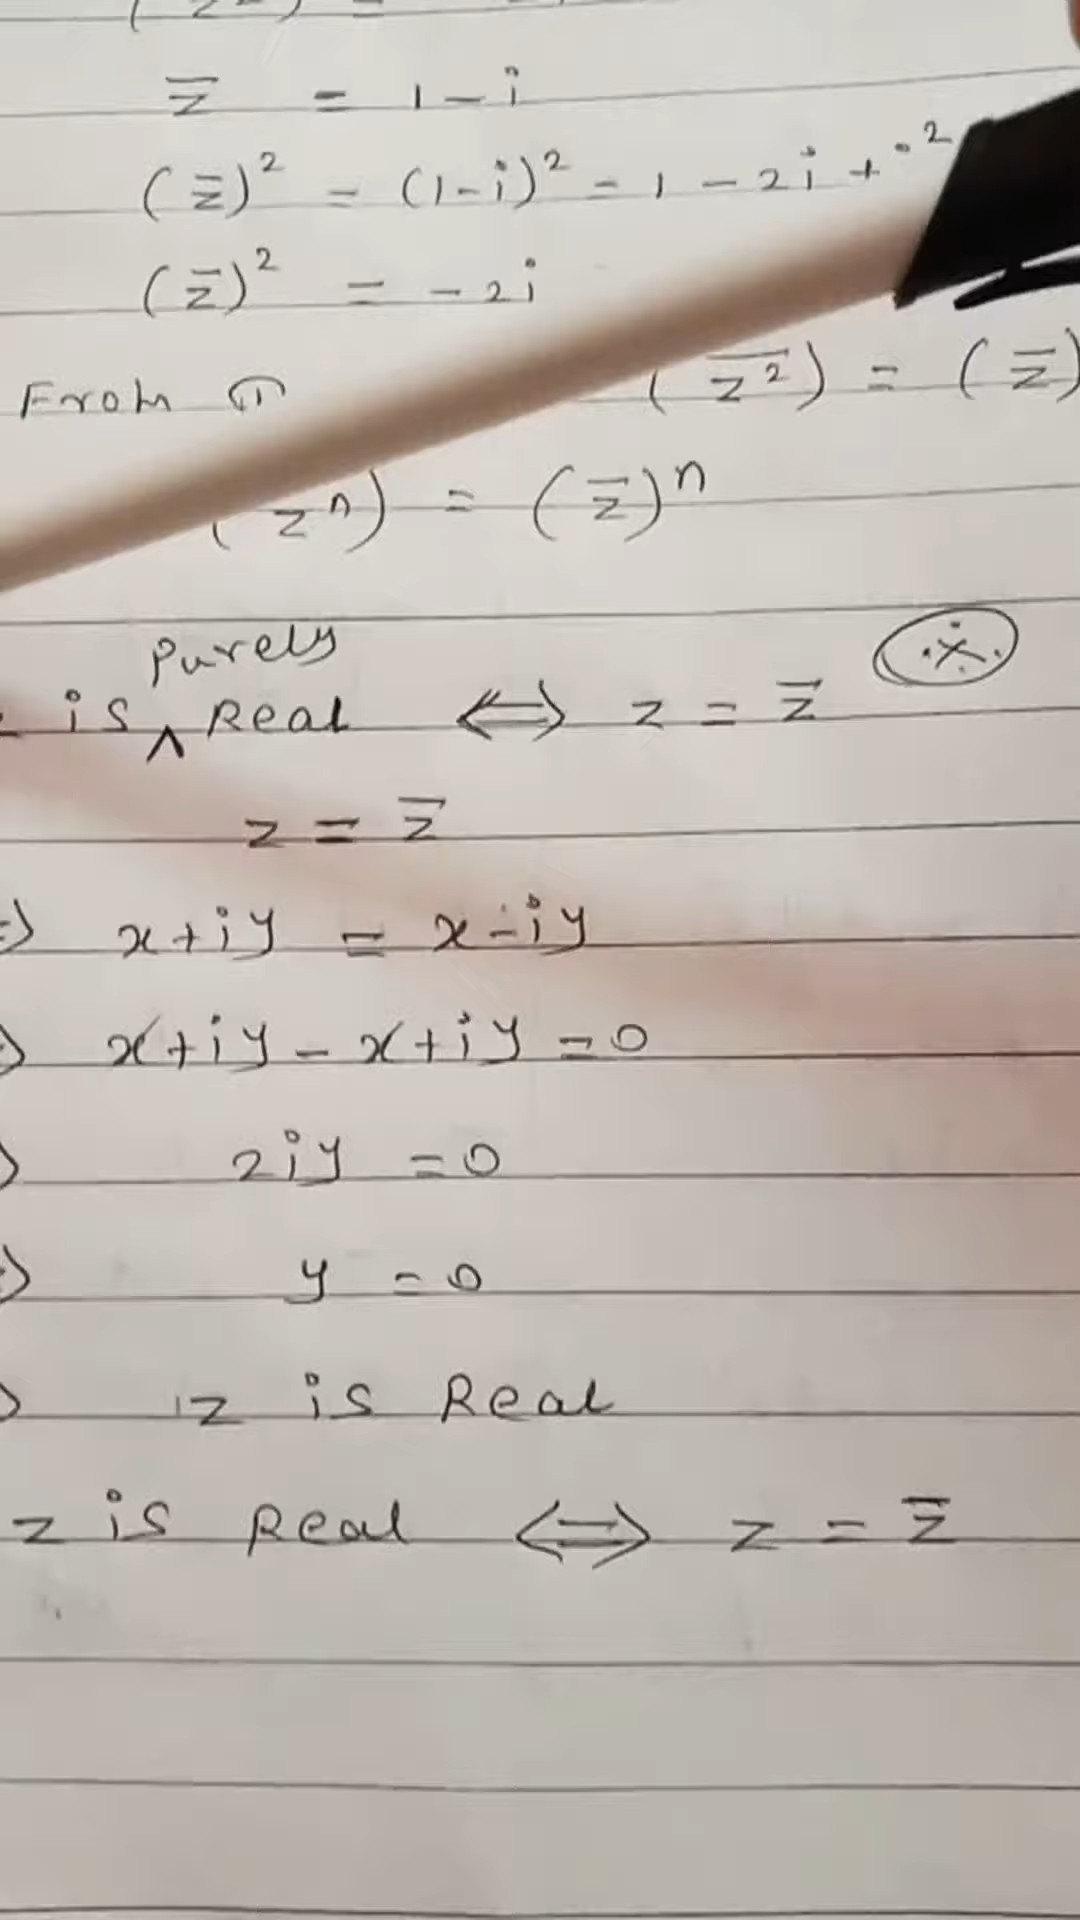 z̅ = 1 - i
(z̅)² = (1-i)² = 1 - 2i + i²
(z̅)² = -2i
From ① (z̅²̅) = (z̅)
(zⁿ) = (z̅)ⁿ
Purely
is ^ Real ⇔ z = z̅
z = z̅
⇒) x+iy = x-iy
x+iy - x+iy = 0
2iy = 0
y = 0
z is Real
z is Real ⇔ z = z̅